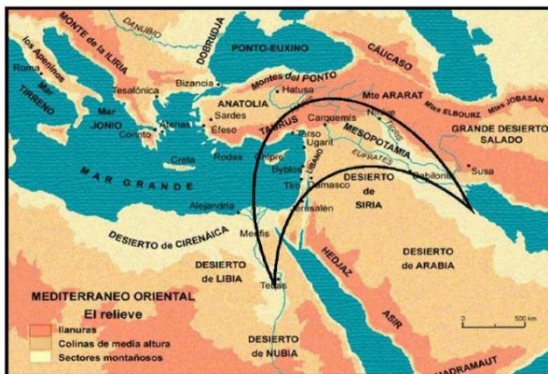 DANUBIO
DOBRUDJA
MONTE de la ILIRIA
los Apeninos
Roma
Mar
TIRRENO
PONTO-EUXINO
CÁUCASO
Bizancio
Montes del PONTO
Hatusa
Mte ARARAT
Tesalónica
ANATOLIA
Mtes ELBOURZ
Mtes JOBASÁN
Mar
JONIO
Atenas
Sardes
TAURUS
Carquemis
Nínive
TIGRIS
GRANDE DESIERTO
SALADO
Corinto
Éfeso
Tarso
MESOPOTAMIA
Ugarit
EUFRATES
Susa
Creta
Rodas
Chipre
Byblos
LIBANO
MAR GRANDE
Tiro
Damasco
DESIERTO
de
SIRIA
Babilonia
Alejandría
Jerusalén
DESIERTO de CIRENÁICA
Menfis
DESIERTO
de LIBIA
HEDJAZ
DESIERTO
de ARABIA
MEDITERRANEO ORIENTAL
El relieve
Tebas
ASIR
llanuras
Colinas de media altura
Sectores montañosos
DESIERTO
de NUBIA
500 km
HADRAMAUT